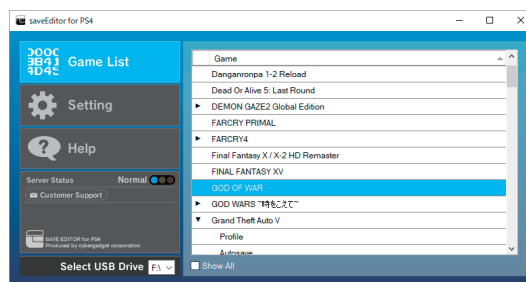 saveEditor for PS4
Game List
Setting
Help
Server Status Normal
Customer Support
SAVE EDITOR for PS4
Produced by cybergadget corporation
Select USB Drive F:\
Game
Danganronpa 1-2 Reload
Dead Or Alive 5: Last Round
DEMON GAZE2 Global Edition
FARCRY PRIMAL
FARCRY4
Final Fantasy X / X-2 HD Remaster
FINAL FANTASY XV
GOD OF WAR
GOD WARS ~時をこえて~
Grand Theft Auto V
Profile
Autosave
Show All